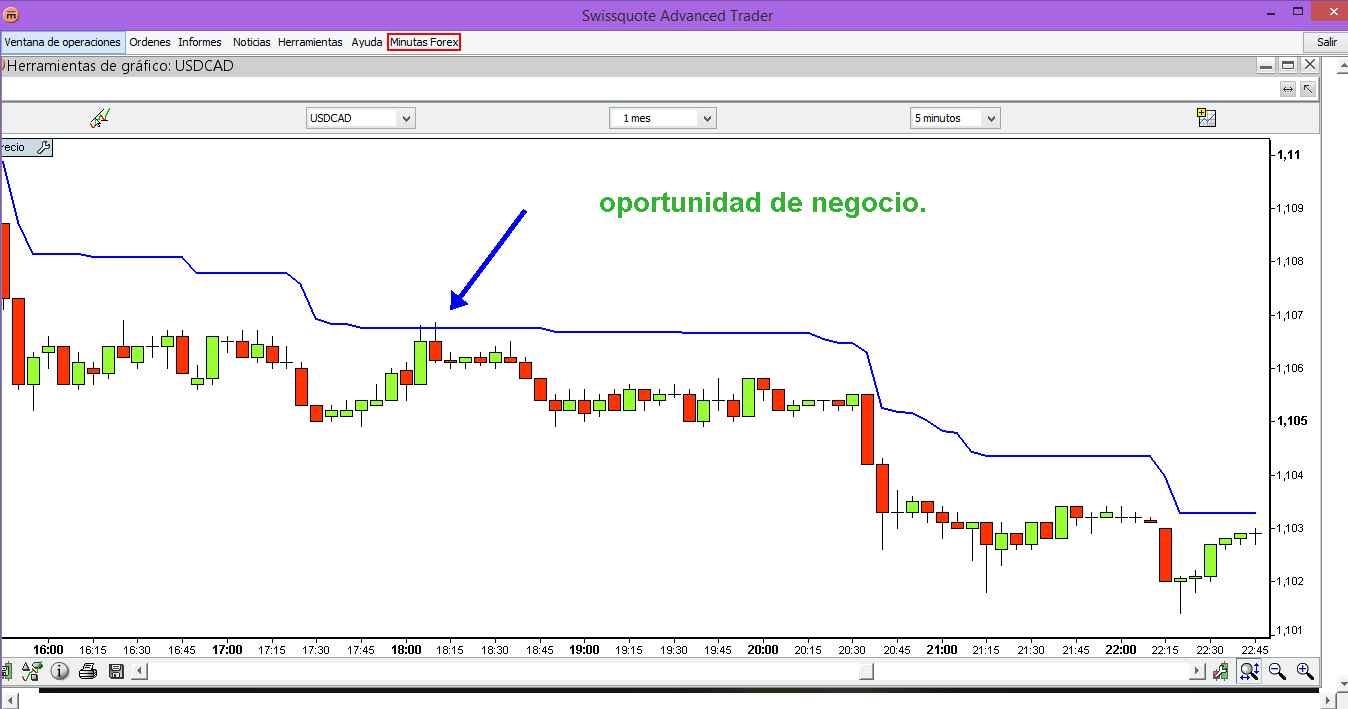 Swissquote Advanced Trader
Ventana de operaciones Ordenes Informes Noticias Herramientas Ayuda Minutas Forex Salir
Herramientas de gráfico: USDCAD
USDCAD 1 mes 5 minutos
recio
oportunidad de negocio.
1,11
1,109
1,108
1,107
1,106
1,105
1,104
1,103
1,102
1,101
16:00 16:15 16:30 16:45 17:00 17:15 17:30 17:45 18:00 18:15 18:30 18:45 19:00 19:15 19:30 19:45 20:00 20:15 20:30 20:45 21:00 21:15 21:30 21:45 22:00 22:15 22:30 22:45